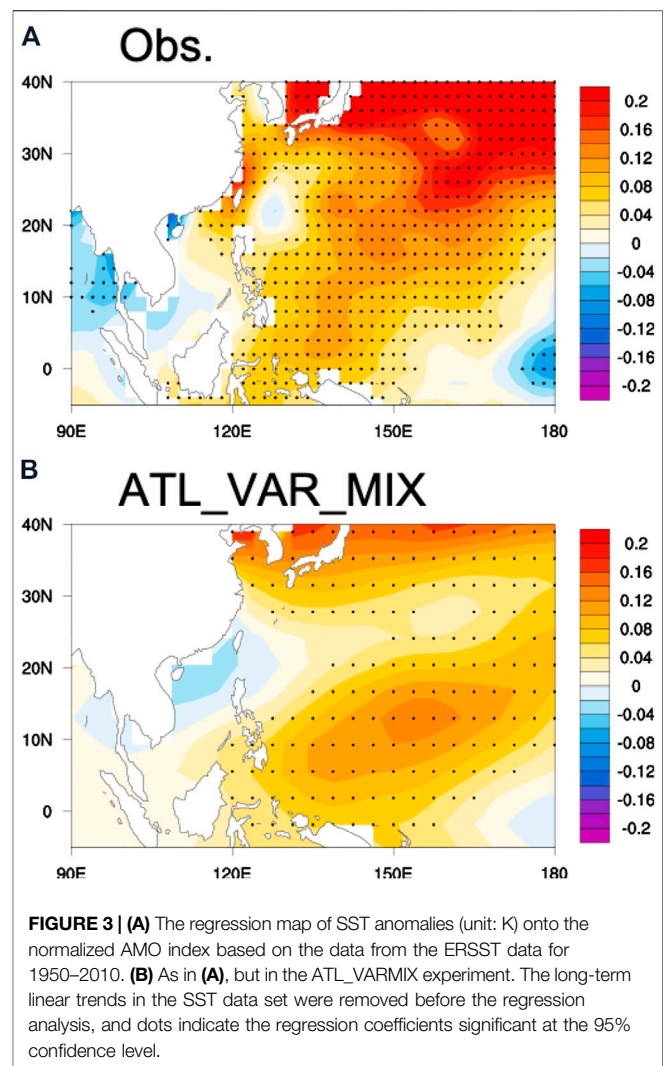 A
Obs.
40N
30N
20N
10N
0
90E
120E
150E
180
0.2
0.16
0.12
0.08
0.04
0
-0.04
-0.08
-0.12
-0.16
-0.2
B
ATL_VAR_MIX
40N
30N
20N
10N
0
90E
120E
150E
180
0.2
0.16
0.12
0.08
0.04
0
-0.04
-0.08
-0.12
-0.16
-0.2
FIGURE 3 | (A) The regression map of SST anomalies (unit: K) onto the
normalized AMO index based on the data from the ERSST data for
1950–2010. (B) As in (A), but in the ATL_VARMIX experiment. The long-term
linear trends in the SST data set were removed before the regression
analysis, and dots indicate the regression coefficients significant at the 95%
confidence level.